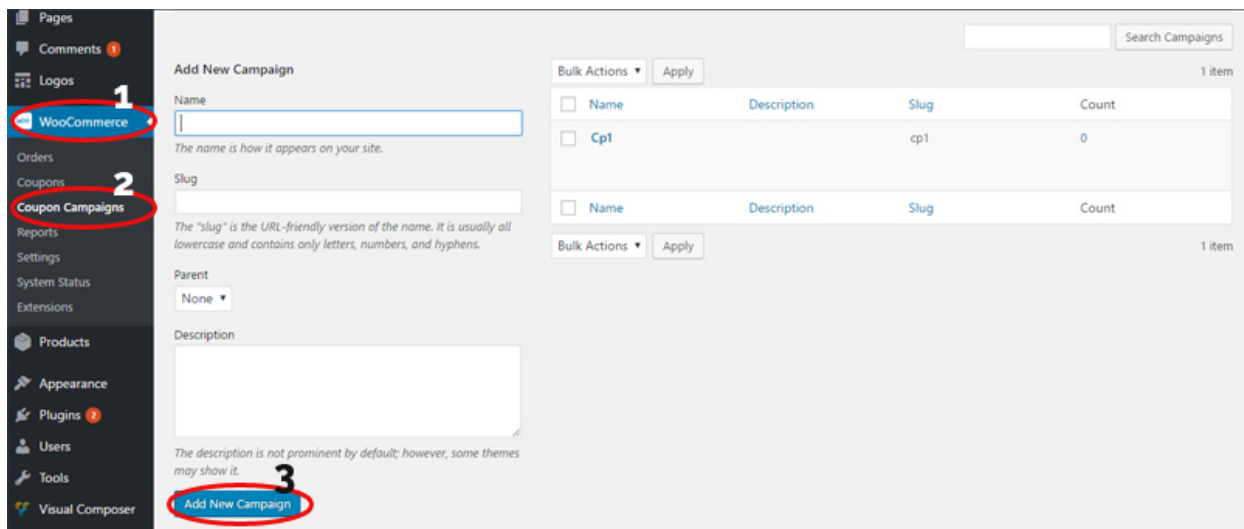 Pages
Comments 1
Logos
1
WooCommerce
Orders
Coupons
2
Coupon Campaigns
Reports
Settings
System Status
Extensions
Products
Appearance
Plugins 2
Users
Tools
Visual Composer
Add New Campaign
Name
The name is how it appears on your site.
Slug
The "slug" is the URL-friendly version of the name. It is usually all
lowercase and contains only letters, numbers, and hyphens.
Parent
None
Description
The description is not prominent by default; however, some themes
may show it.
3
Add New Campaign
Search Campaigns
Bulk Actions Apply 1 item
Name Description Slug Count
Cp1 cp1 0
Name Description Slug Count
Bulk Actions Apply 1 item